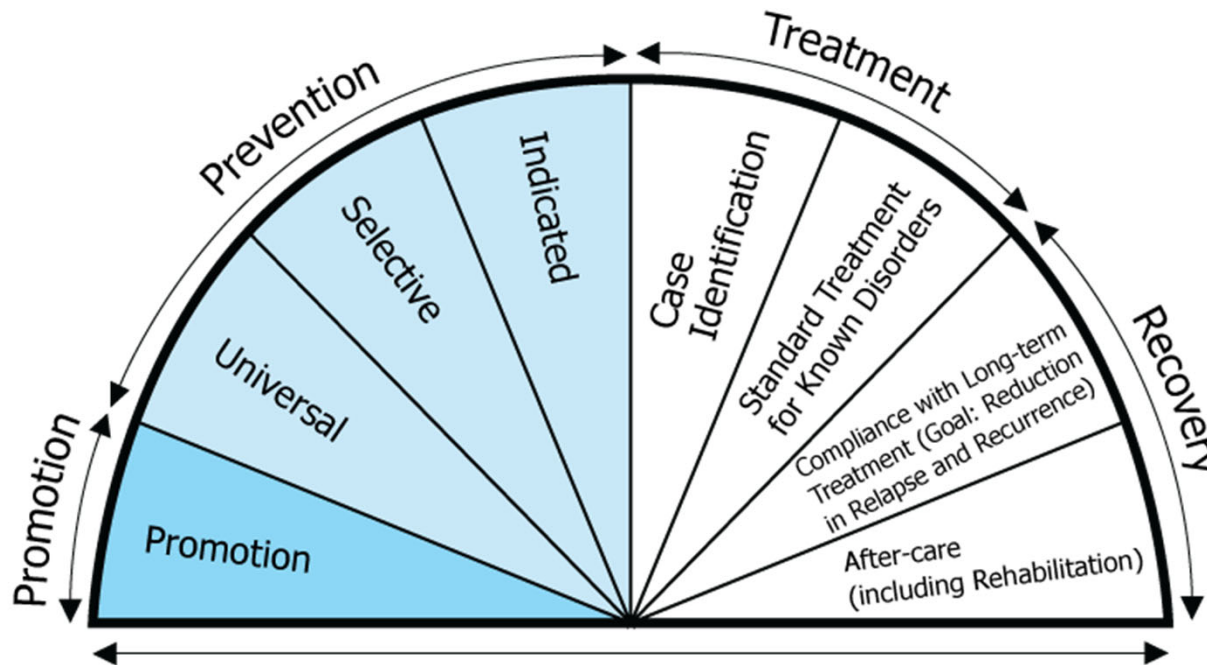 Promotion
Prevention
Treatment
Recovery
Promotion
Universal
Selective
Indicated
Case
Identification
Standard Treatment
for Known Disorders
Compliance with Long-term
Treatment (Goal: Reduction
in Relapse and Recurrence)
After-care
(including Rehabilitation)